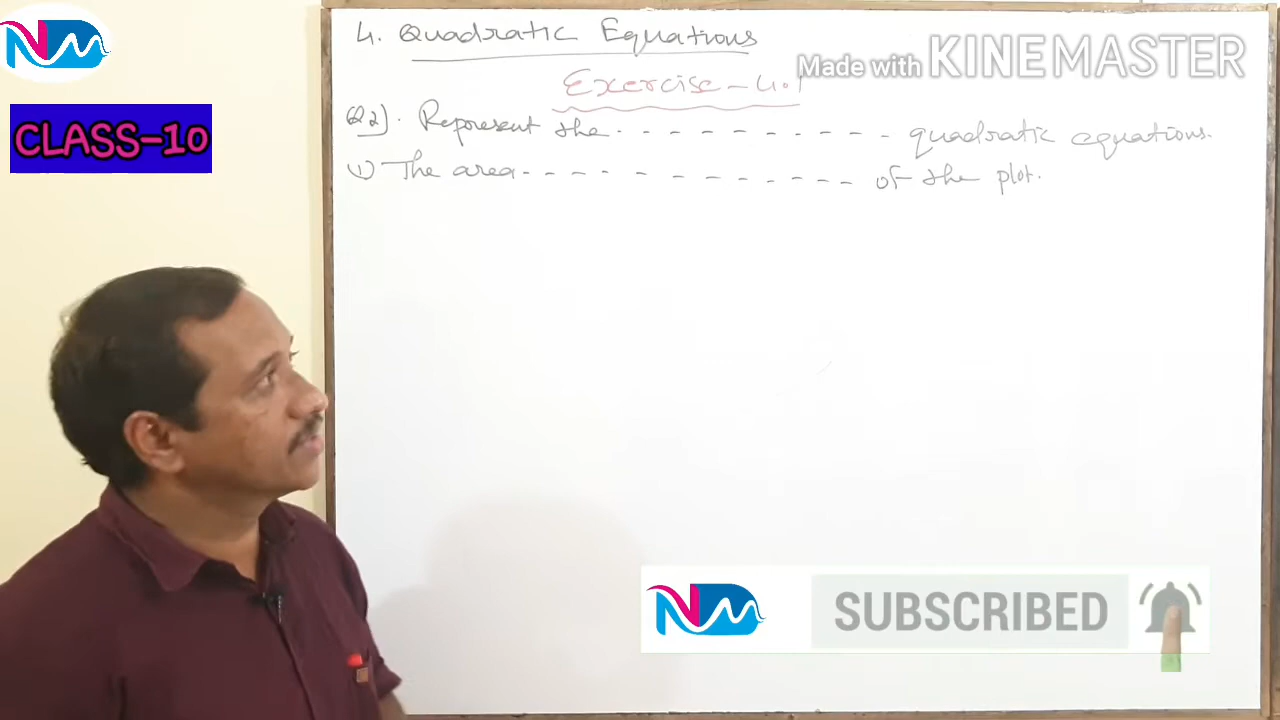 4. Quadratic Equations
Made with KINEMASTER
Exercise - 4.1
CLASS-10
Q2). Represent the - - - - - - - - - - - quadratic equations.
i) The area - - - - - - - - - - - - of the plot.
SUBSCRIBED